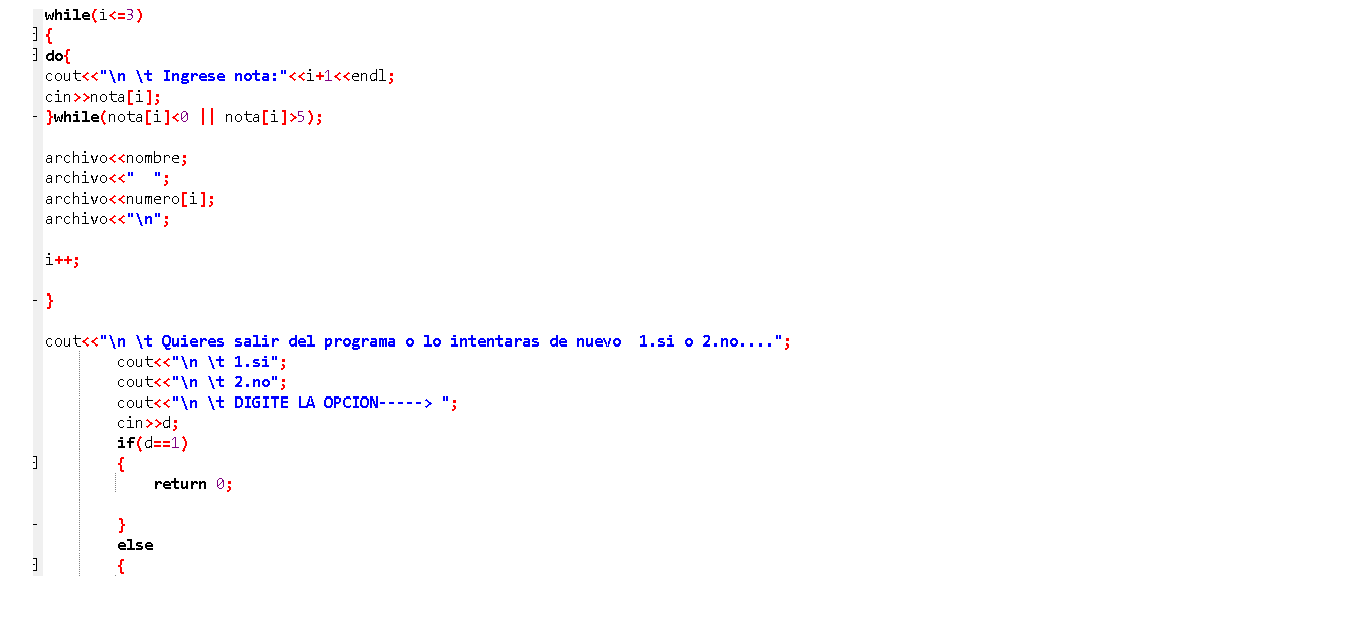 while(i<=3)
{
do{
cout<<"\n \t Ingrese nota:"<<i+1<<endl;
cin>>nota[i];
}while(nota[i]<0 || nota[i]>5);
archivo<<nombre;
archivo<<"  ";
archivo<<numero[i];
archivo<<"\n";
i++;
}
cout<<"\n \t Quieres salir del programa o lo intentaras de nuevo  1.si o 2.no....";
cout<<"\n \t 1.si";
cout<<"\n \t 2.no";
cout<<"\n \t DIGITE LA OPCION-----> ";
cin>>d;
if(d==1)
{
return 0;
}
else
{